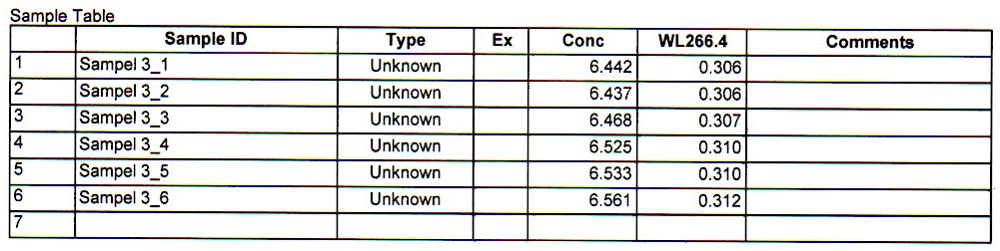 Sample Table
Sample ID Type Ex Conc WL266.4 Comments
1 Sampel 3_1 Unknown 6.442 0.306
2 Sampel 3_2 Unknown 6.437 0.306
3 Sampel 3_3 Unknown 6.468 0.307
4 Sampel 3_4 Unknown 6.525 0.310
5 Sampel 3_5 Unknown 6.533 0.310
6 Sampel 3_6 Unknown 6.561 0.312
7